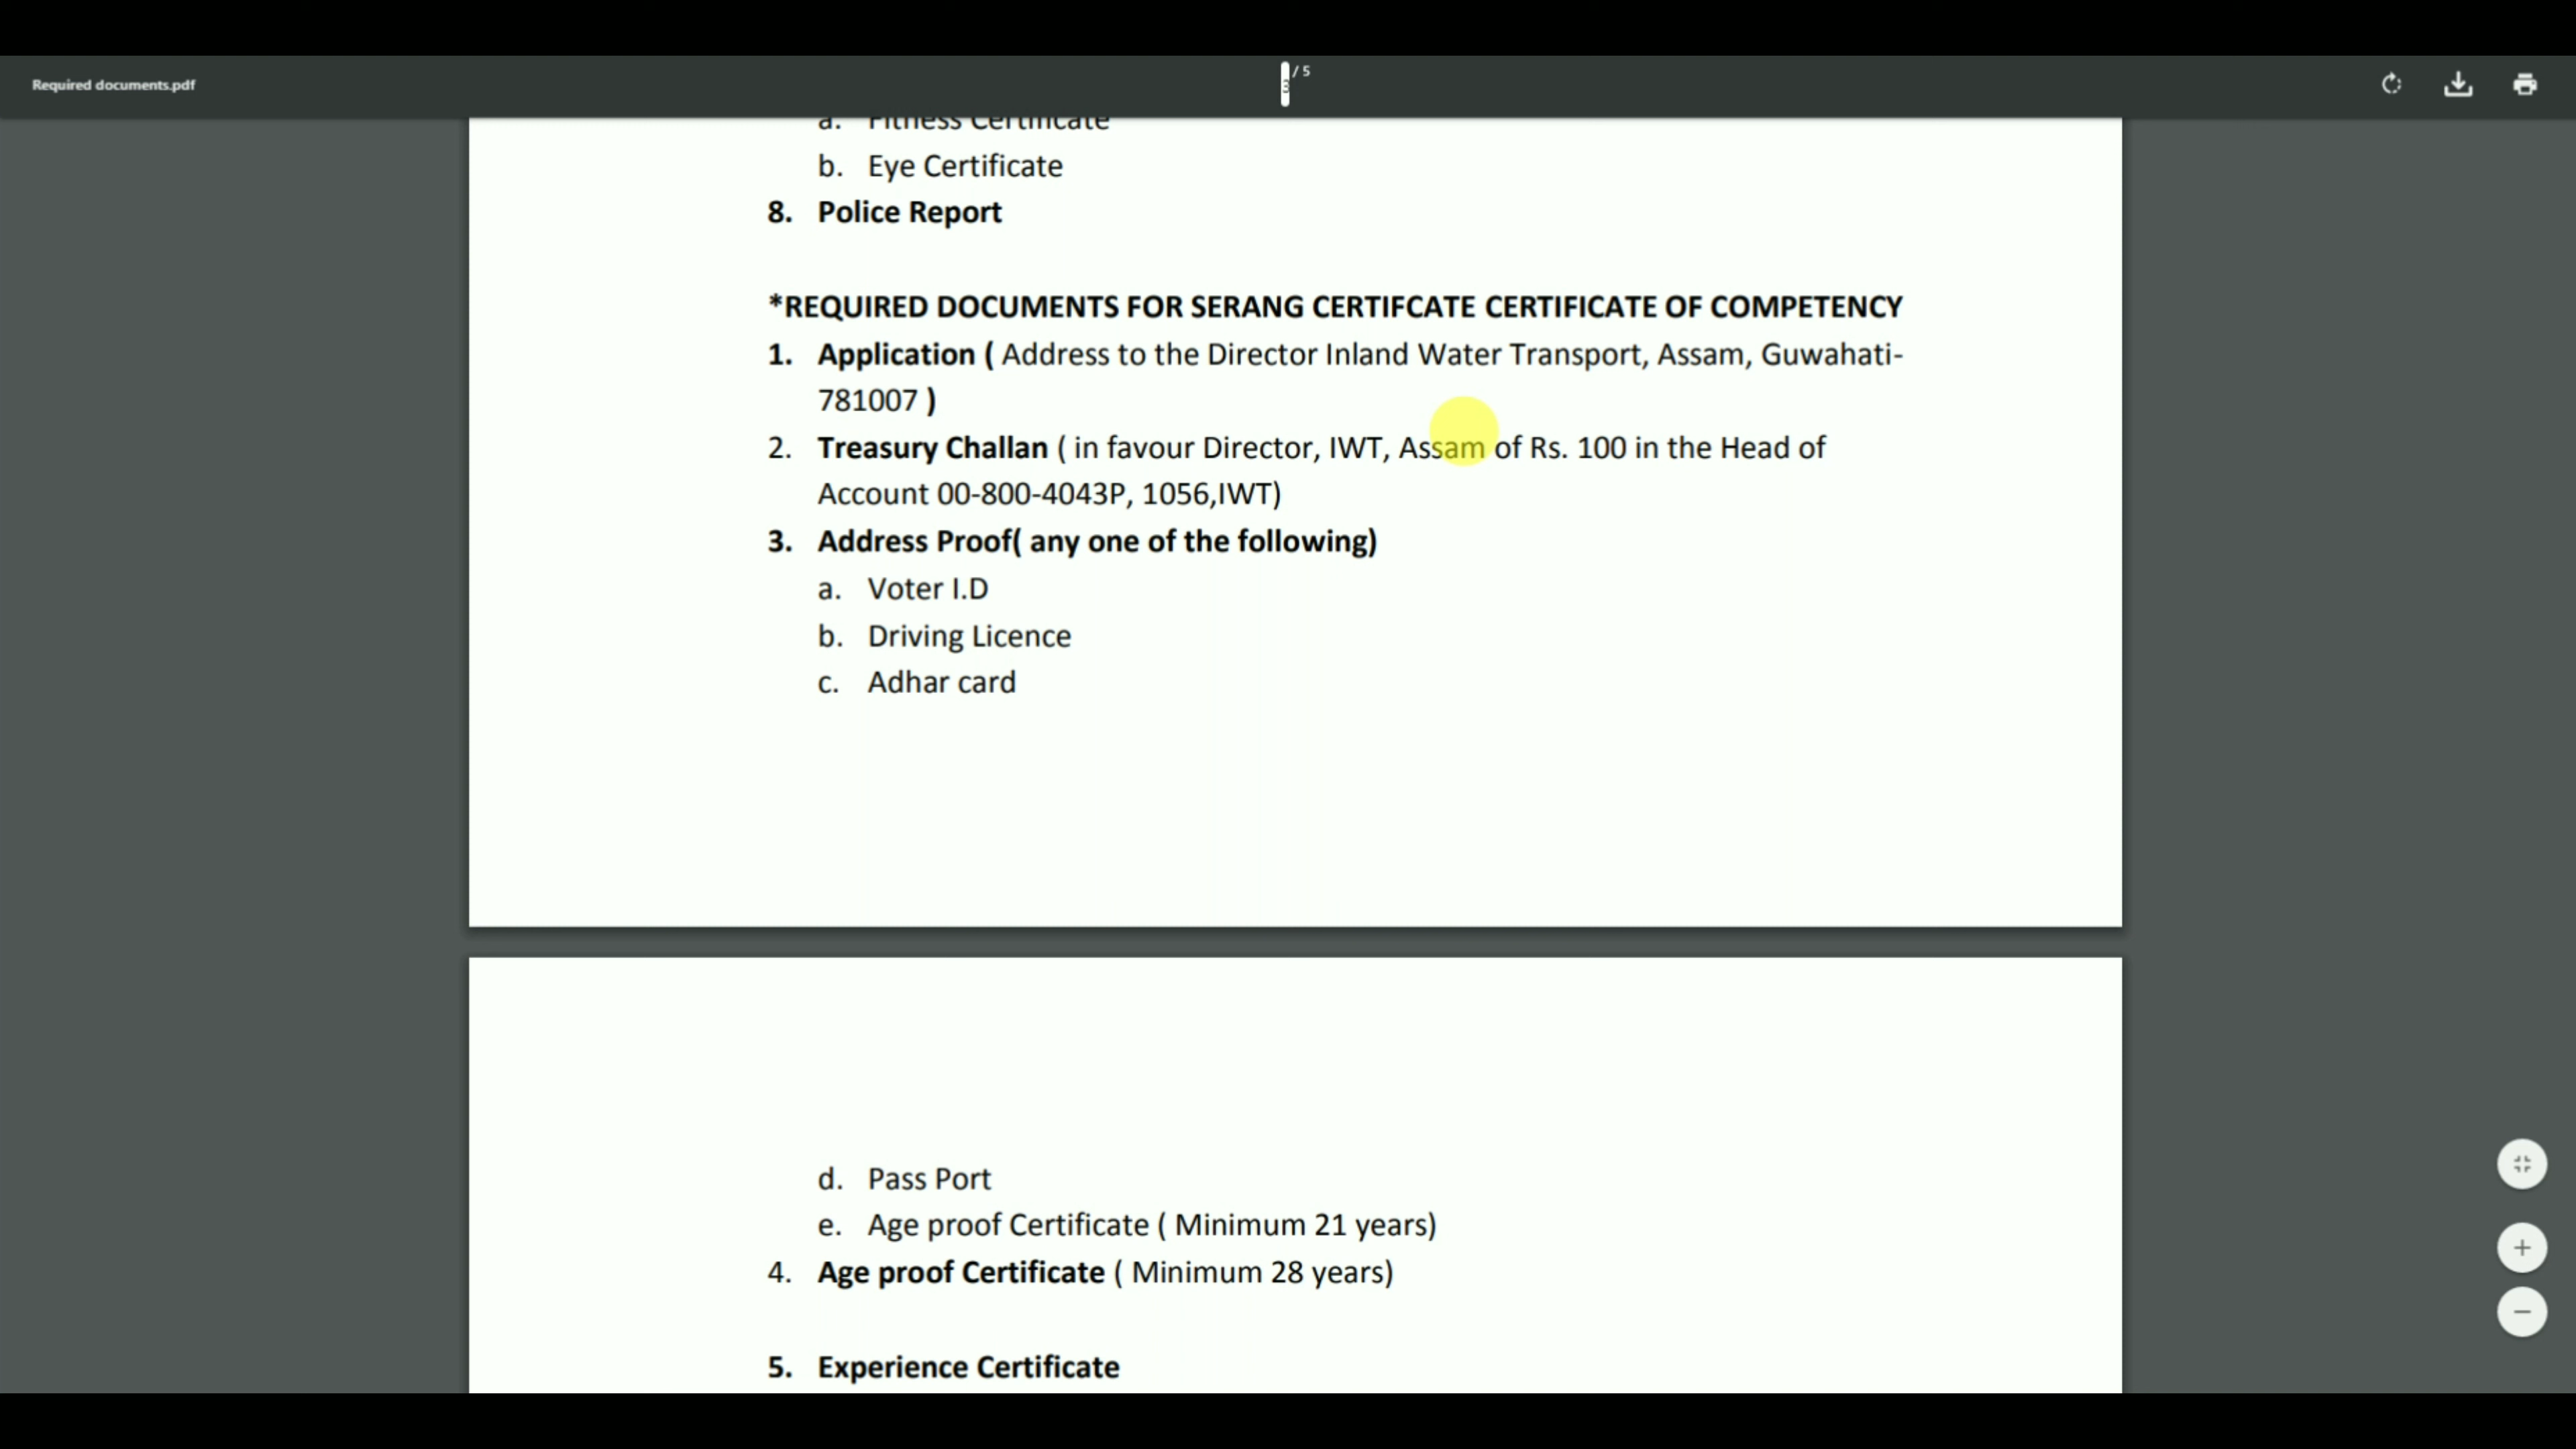 Required documents.pdf
3 / 5
a. Fitness Certificate
b. Eye Certificate
8. Police Report
*REQUIRED DOCUMENTS FOR SERANG CERTIFCATE CERTIFICATE OF COMPETENCY
1. Application ( Address to the Director Inland Water Transport, Assam, Guwahati-
781007 )
2. Treasury Challan ( in favour Director, IWT, Assam of Rs. 100 in the Head of
Account 00-800-4043P, 1056,IWT)
3. Address Proof( any one of the following)
a. Voter I.D
b. Driving Licence
c. Adhar card
d. Pass Port
e. Age proof Certificate ( Minimum 21 years)
4. Age proof Certificate ( Minimum 28 years)
5. Experience Certificate